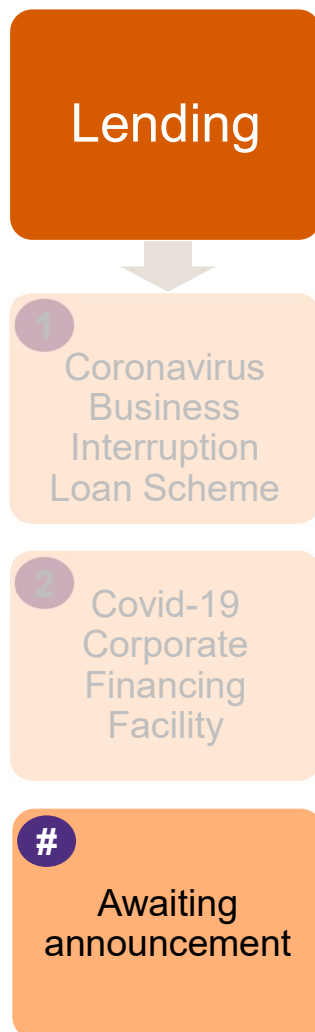 Lending
1
Coronavirus
Business
Interruption
Loan Scheme
2
Covid-19
Corporate
Financing
Facility
#
Awaiting
announcement